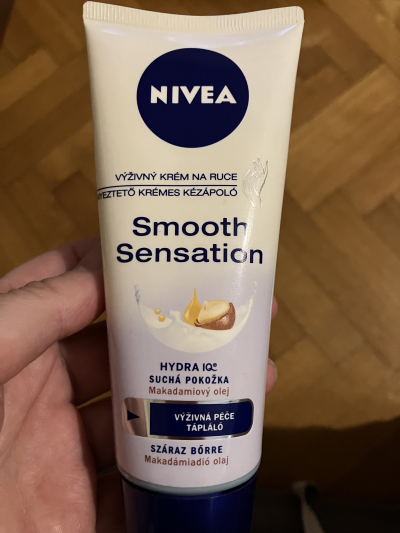 NIVEA
VÝŽIVNÝ KRÉM NA RUCE
YEZTETŐ KRÉMES KÉZÁPOLÓ
Smooth
Sensation
HYDRA IQ
SUCHÁ POKOŽKA
Makadamiový olej
VÝŽIVNÁ PÉČE
TÁPLÁLÓ
SZÁRAZ BŐRRE
Makadámiadió olaj